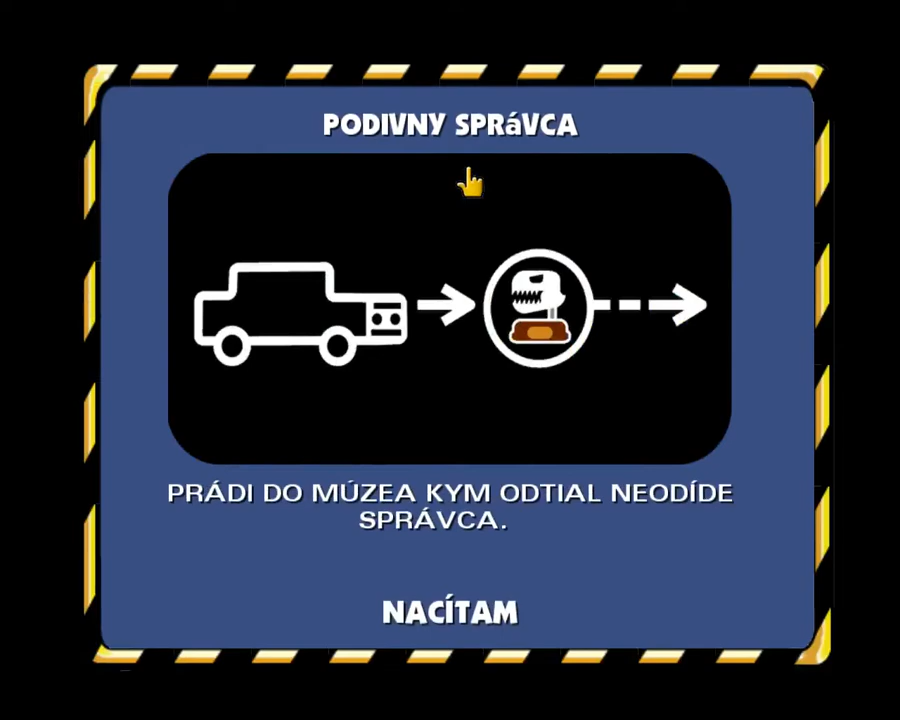 PODIVNY SPRáVCA
PRÁDI DO MÚZEA KYM ODTIAL NEODÍDE
SPRÁVCA.
NACÍTAM